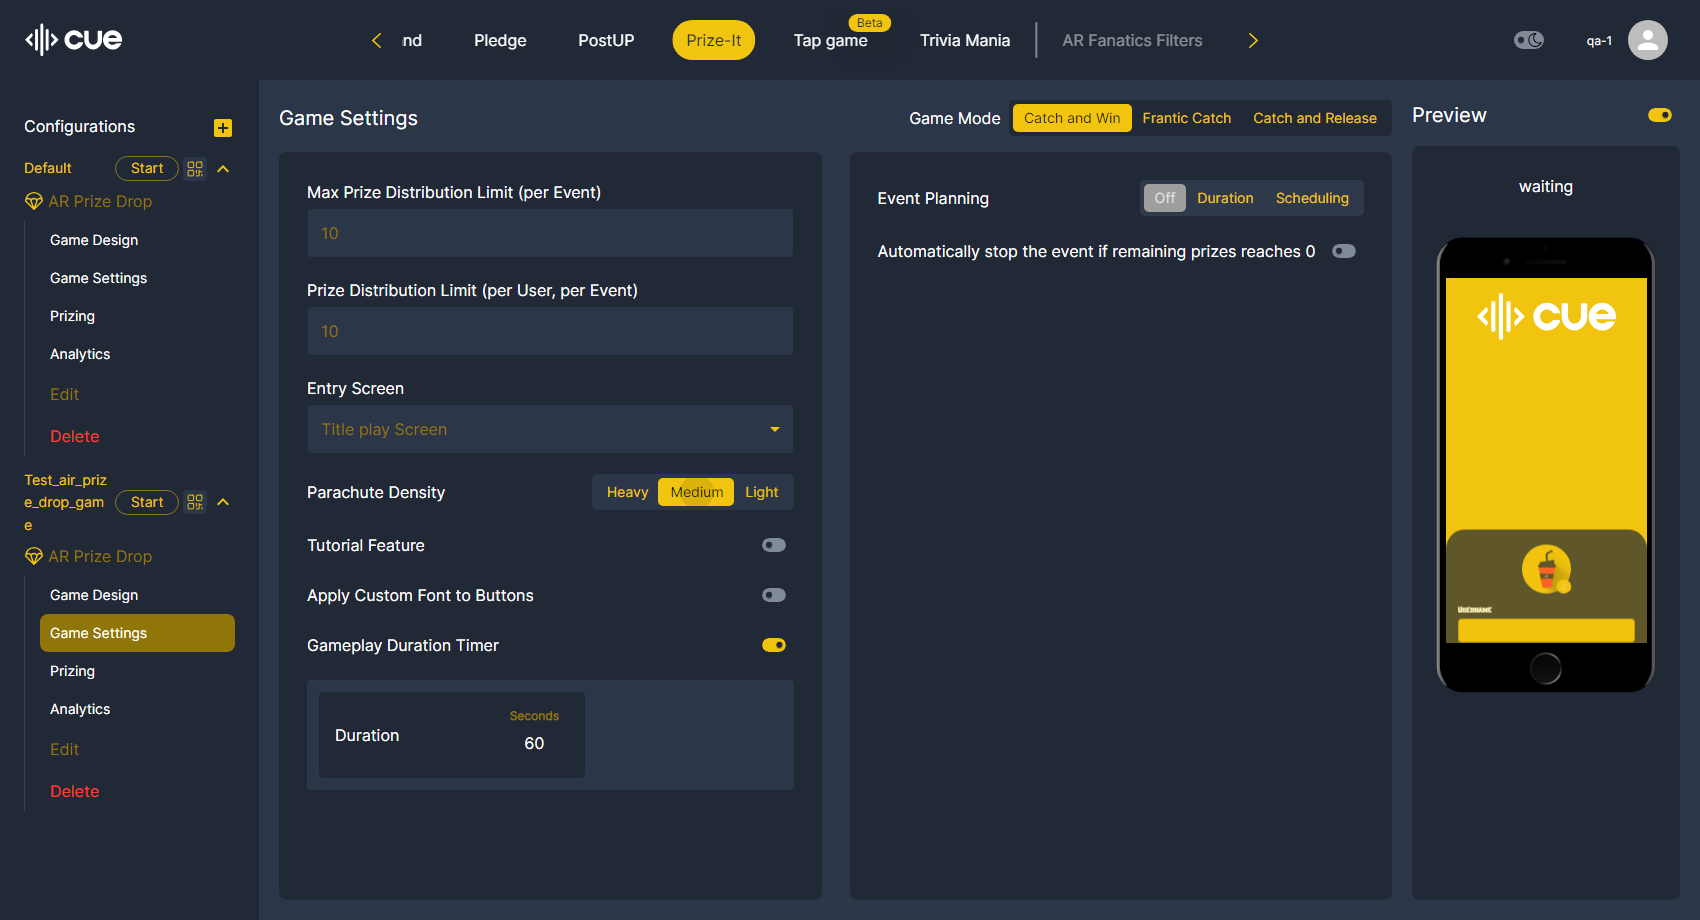 cue
nd
Pledge
PostUP
Prize-It
Beta
Tap game
Trivia Mania
AR Fanatics Filters
qa-1
Configurations
Default
Start
AR Prize Drop
Game Design
Game Settings
Prizing
Analytics
Edit
Delete
Test_air_priz
e_drop_gam
e
Start
AR Prize Drop
Game Design
Game Settings
Prizing
Analytics
Edit
Delete
Game Settings
Game Mode
Catch and Win
Frantic Catch
Catch and Release
Max Prize Distribution Limit (per Event)
10
Prize Distribution Limit (per User, per Event)
10
Entry Screen
Title play Screen
Parachute Density
Heavy
Medium
Light
Tutorial Feature
Apply Custom Font to Buttons
Gameplay Duration Timer
Duration
Seconds
60
Event Planning
Off
Duration
Scheduling
Automatically stop the event if remaining prizes reaches 0
Preview
waiting
cue
Username